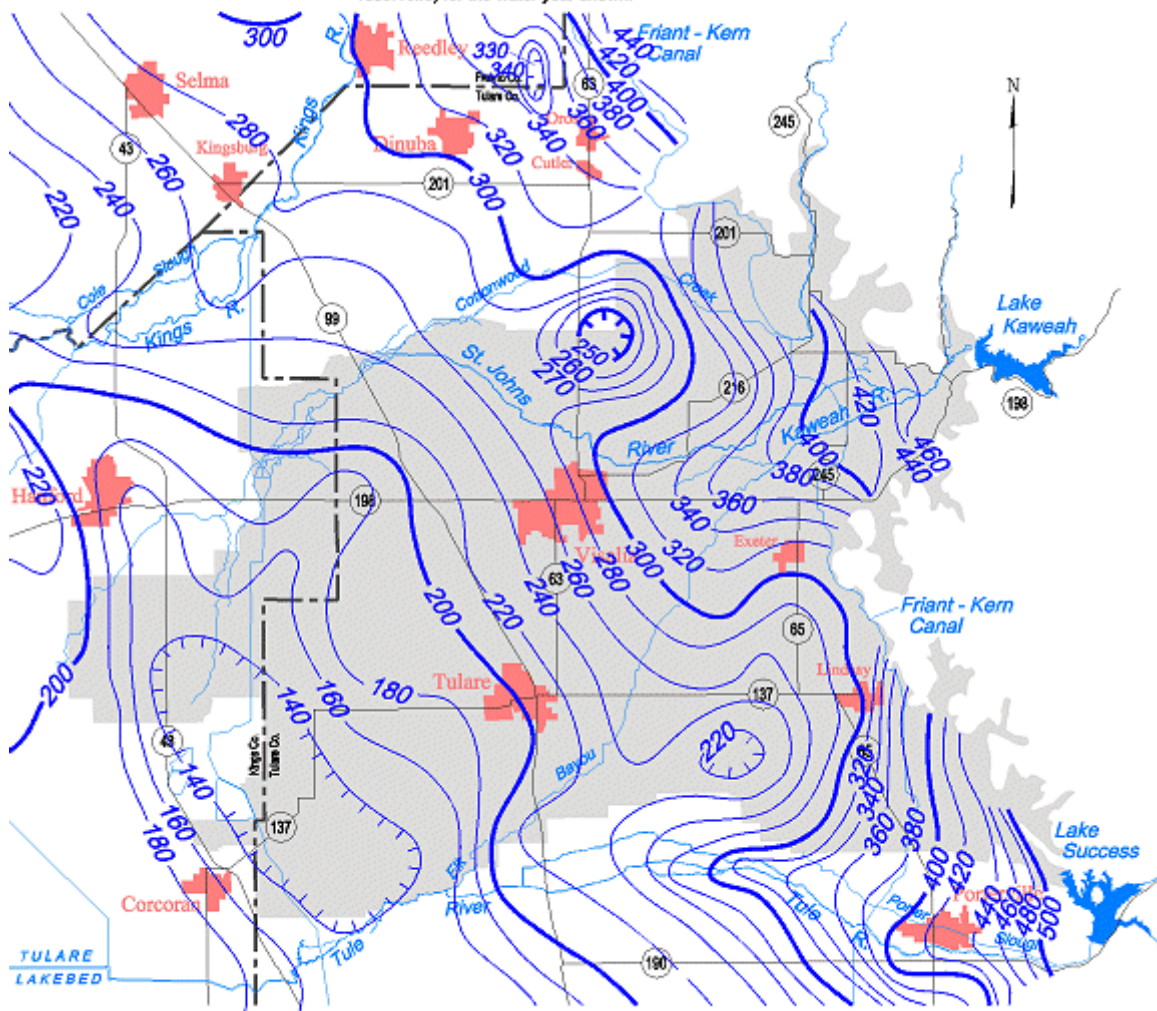 300
R.
Reedley
330
340
Friant - Kern
Canal
440
420
400
380
360
340
320
63
Selma
Kings
Tulare Co.
245
N
43
280
260
240
220
Kingsburg
Dinuba
Cutler
201
300
201
Cole
Slough
Kings
R.
Cottonwood
Creek
99
St. Johns
250
260
270
Lake
Kaweah
216
198
River
Kaweah R.
420
400
460
440
380
245
360
340
320
220
Hanford
198
Visalia
Exeter
300
280
260
240
220
200
63
Friant - Kern
Canal
65
Lindsay
200
Tulare
180
160
140
137
220
43
Kings Co.
Tulare Co.
Bayou
Elk
320
340
360
380
140
160
180
137
Lake
Success
400
420
440
460
480
500
Corcoran
River
Tule
Tule
R.
Porter
Slough
Porterville
190
TULARE
LAKEBED